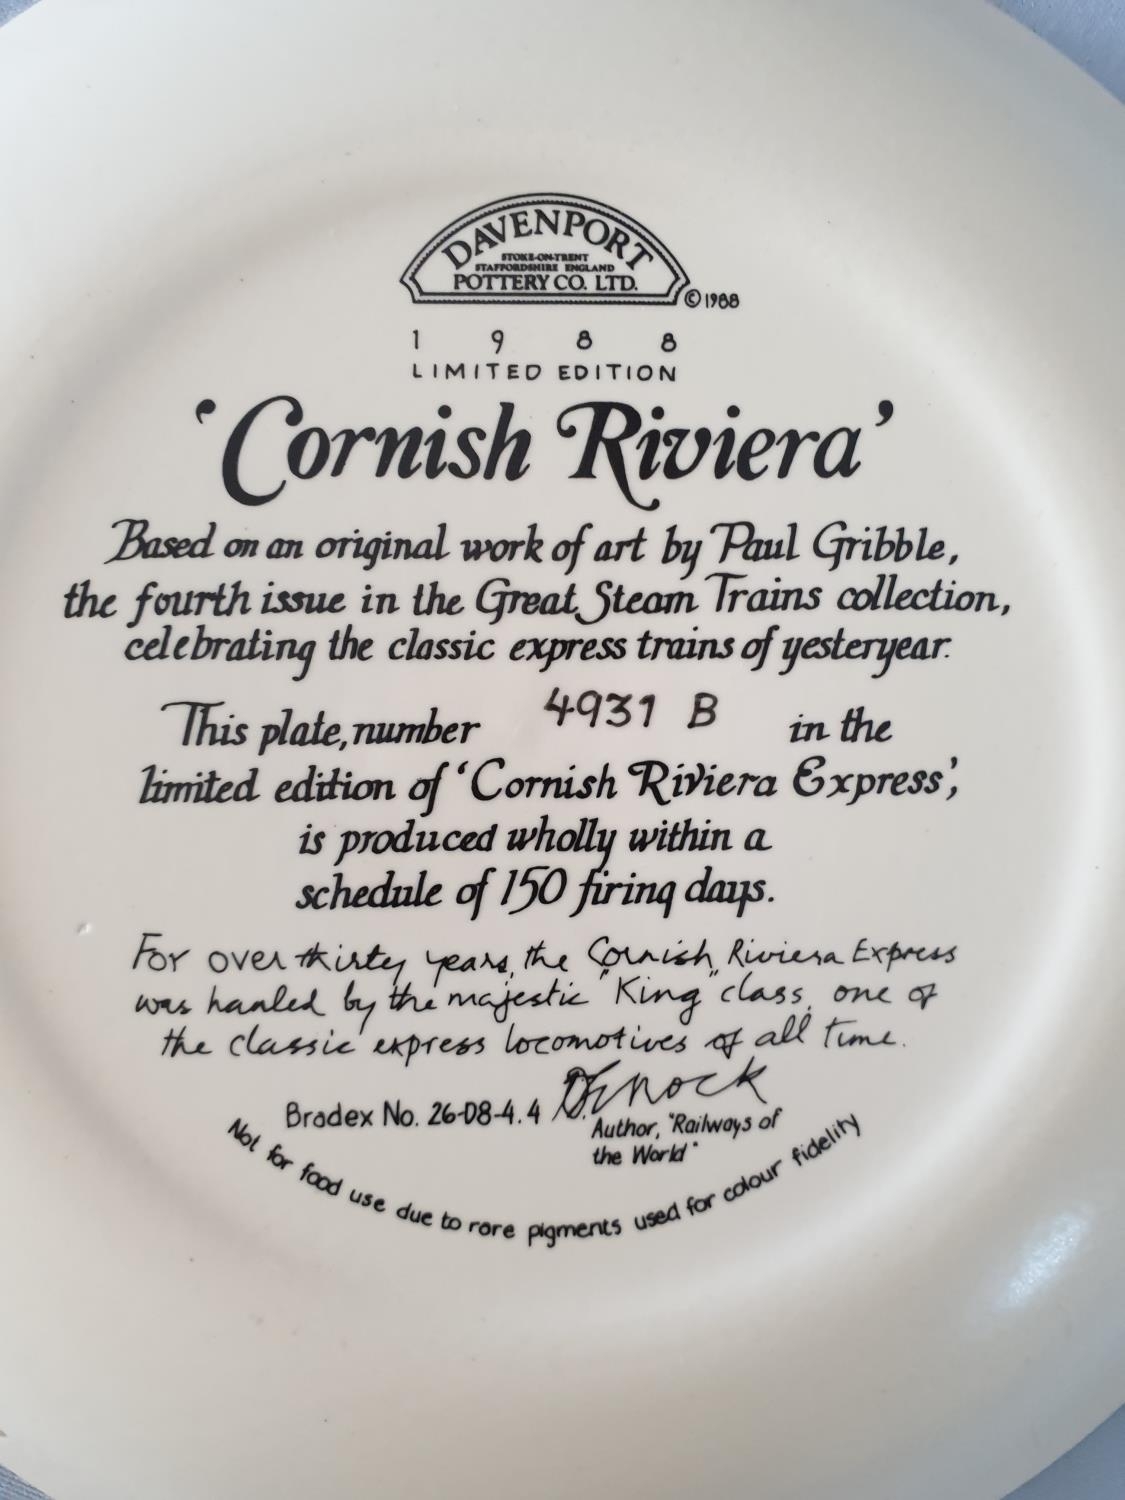 DAVENPORT
STOKE-ON-TRENT
STAFFORDSHIRE ENGLAND
POTTERY CO. LTD.
© 1988
1988
LIMITED EDITION
'Cornish Riviera'
Based on an original work of art by Paul Gribble,
the fourth issue in the Great Steam Trains collection,
celebrating the classic express trains of yesteryear.
This plate, number 4931 B in the
limited edition of 'Cornish Riviera Express',
is produced wholly within a
schedule of 150 firing days.
For over thirty years, the Cornish Riviera Express
was hauled by the majestic "King" class, one of
the classic express locomotives of all time.
Bradex No. 26-D8-4.4
Author, "Railways of
the World"
Not for food use due to rare pigments used for colour fidelity